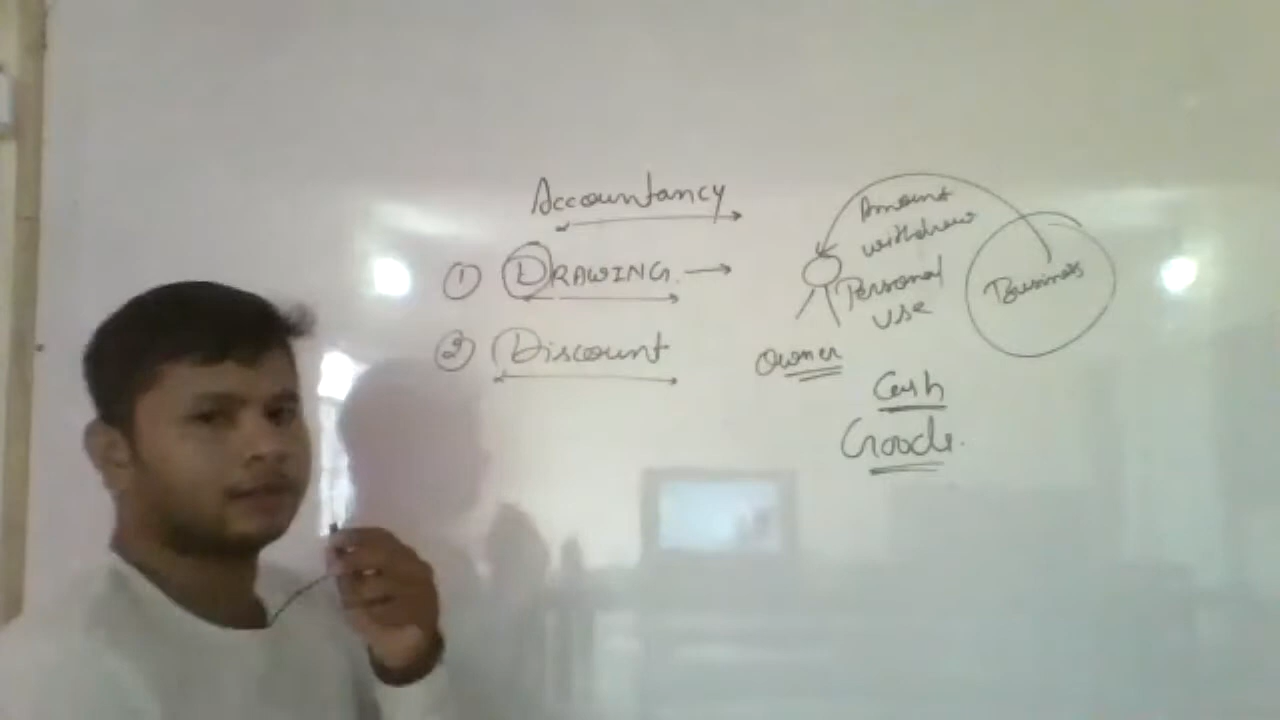 Accountancy
① DRAWING. →
② Discount
Amount
withdraw
Personal
use
Business
Owner
Cash
Goods.